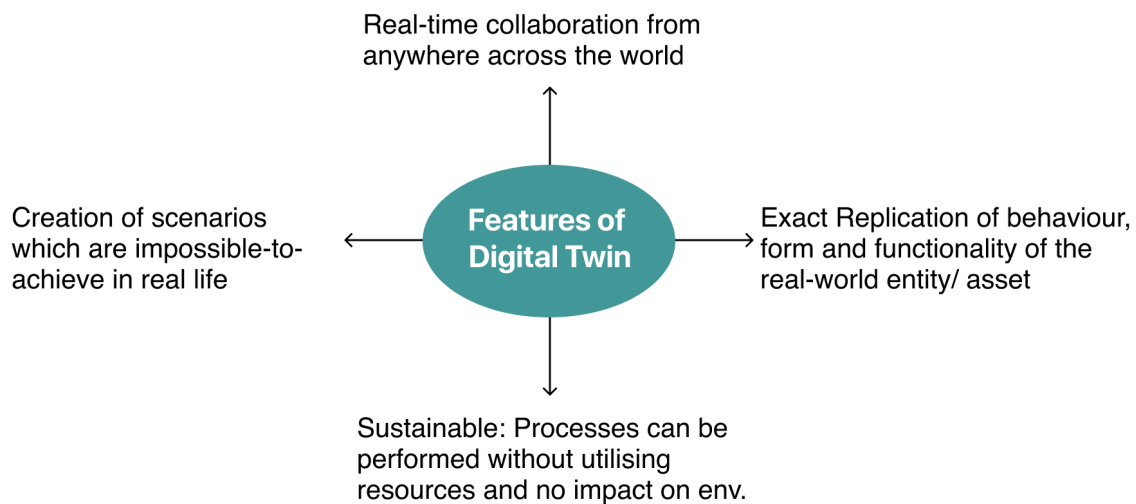 Real-time collaboration from
anywhere across the world
Creation of scenarios
which are impossible-to-
achieve in real life
Features of
Digital Twin
Exact Replication of behaviour,
form and functionality of the
real-world entity/ asset
Sustainable: Processes can be
performed without utilising
resources and no impact on env.